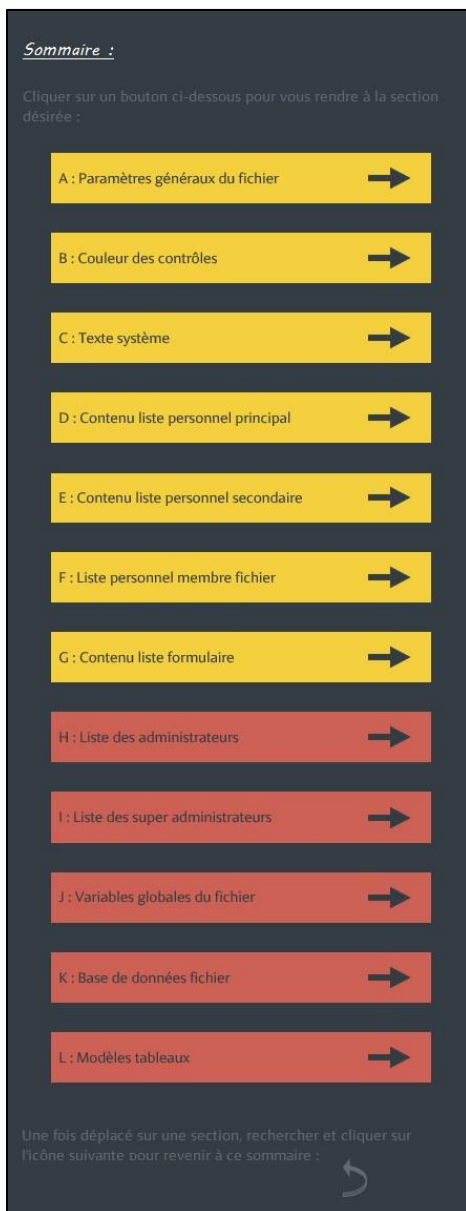 Sommaire :
Cliquer sur un bouton ci-dessous pour vous rendre à la section
désirée :
A : Paramètres généraux du fichier
B : Couleur des contrôles
C : Texte système
D : Contenu liste personnel principal
E : Contenu liste personnel secondaire
F : Liste personnel membre fichier
G : Contenu liste formulaire
H : Liste des administrateurs
I : Liste des super administrateurs
J : Variables globales du fichier
K : Base de données fichier
L : Modèles tableaux
Une fois déplacé sur une section, rechercher et cliquer sur
l'icône suivante pour revenir à ce sommaire :